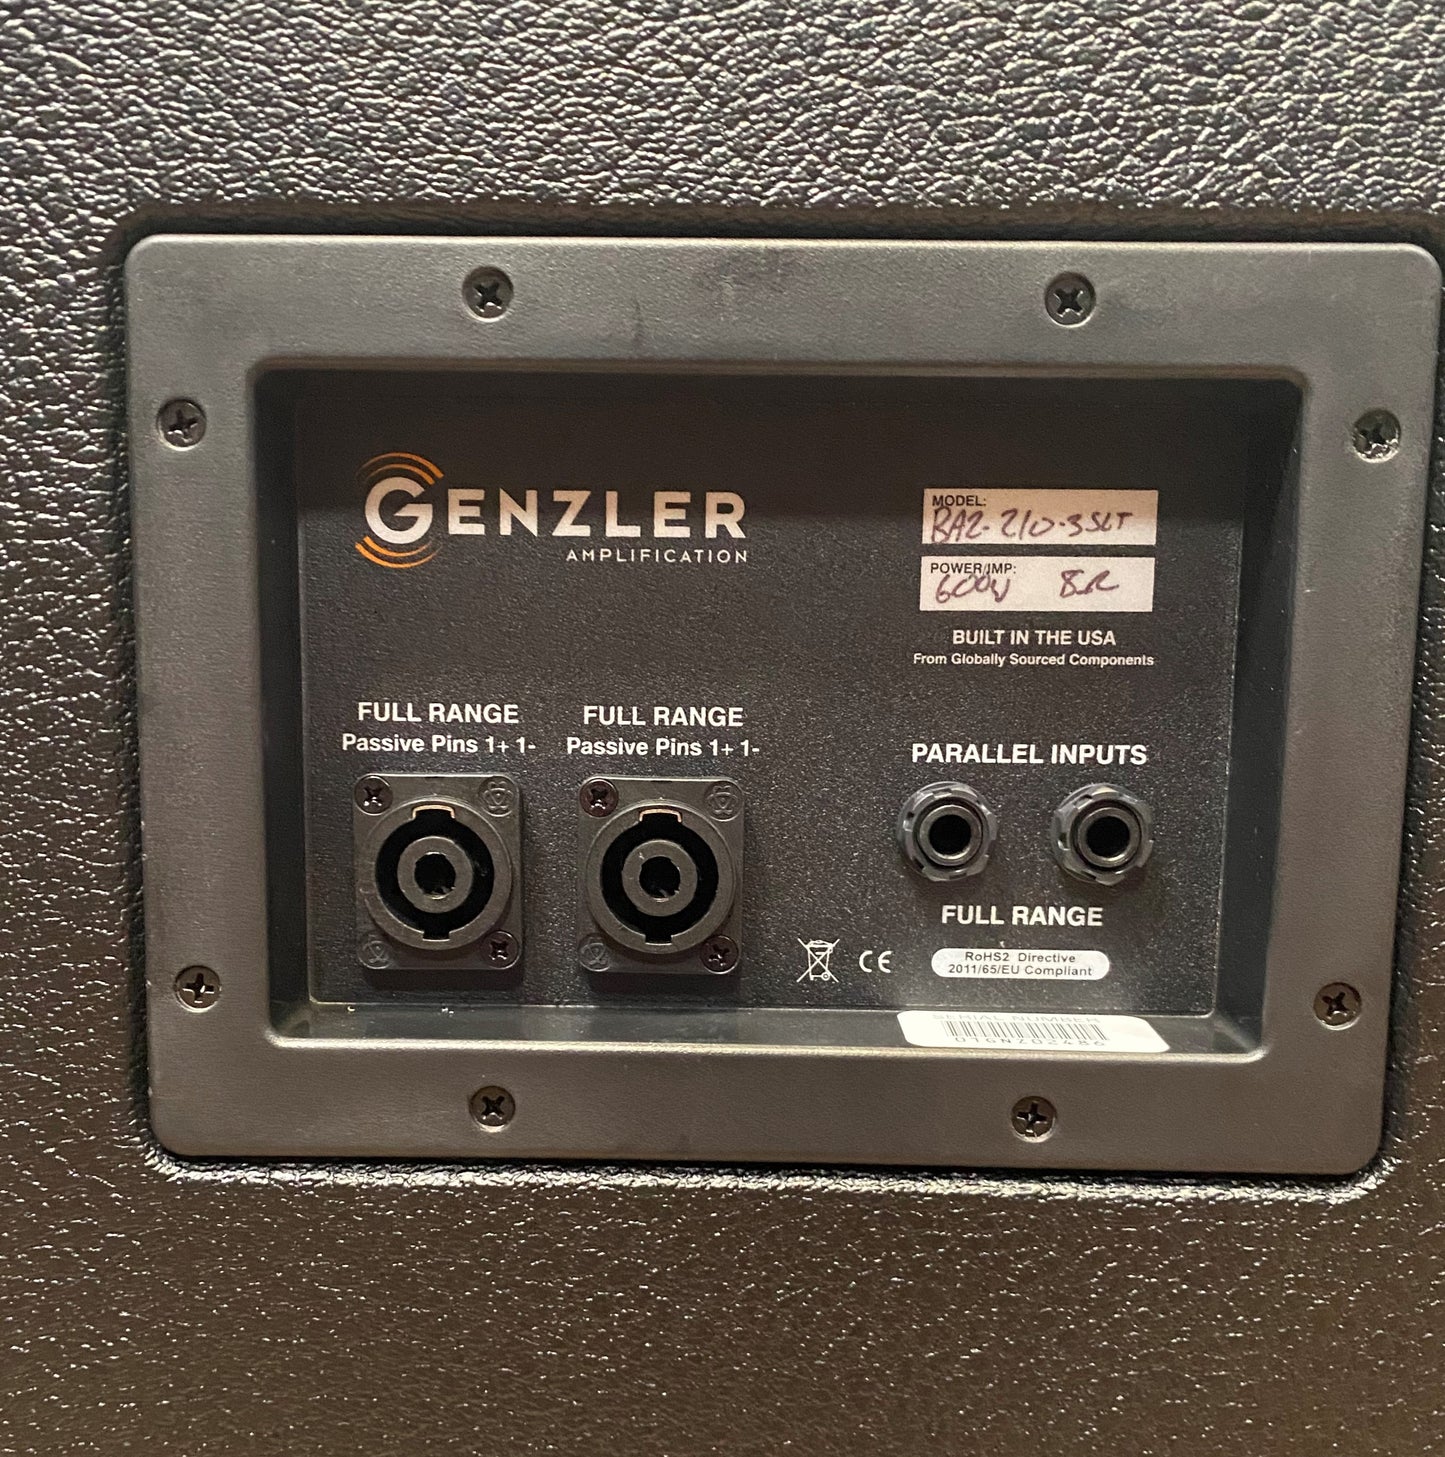 GENZLER
AMPLIFICATION
MODEL:
BA2-210-3SLT
POWER/IMP:
600W 8Ω
BUILT IN THE USA
From Globally Sourced Components
FULL RANGE
Passive Pins 1+ 1-
FULL RANGE
Passive Pins 1+ 1-
PARALLEL INPUTS
FULL RANGE
CE
RoHS2 Directive
2011/65/EU Compliant
SERIAL NUMBER